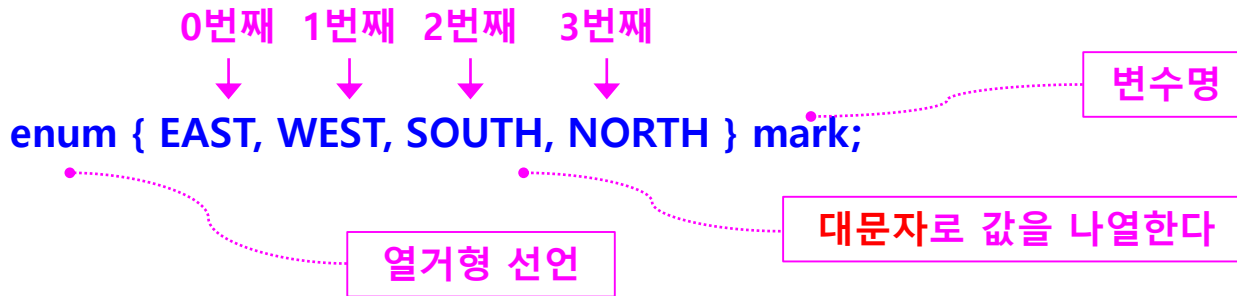 0번째 1번째 2번째 3번째
변수명
enum { EAST, WEST, SOUTH, NORTH } mark;
대문자로 값을 나열한다
열거형 선언